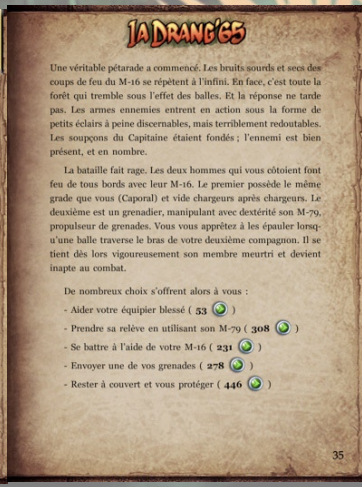 IA DRANG'65
Une véritable pétarade a commencé. Les bruits sourds et secs des
coups de feu du M-16 se répètent à l'infini. En face, c'est toute la
forêt qui tremble sous l'effet des balles. Et la réponse ne tarde
pas. Les armes ennemies entrent en action sous la forme de
petits éclairs à peine discernables, mais terriblement redoutables.
Les soupçons du Capitaine étaient fondés ; l'ennemi est bien
présent, et en nombre.
La bataille fait rage. Les deux hommes qui vous côtoient font
feu de tous bords avec leur M-16. Le premier possède le même
grade que vous (Caporal) et vide chargeurs après chargeurs. Le
deuxième est un grenadier, manipulant avec dextérité son M-79,
propulseur de grenades. Vous vous apprêtez à les épauler lorsq-
u'une balle traverse le bras de votre deuxième compagnon. Il se
tient dès lors vigoureusement son membre meurtri et devient
inapte au combat.
De nombreux choix s'offrent alors à vous :
- Aider votre équipier blessé ( 53 )
- Prendre sa relève en utilisant son M-79 ( 308 )
- Se battre à l'aide de votre M-16 ( 231 )
- Envoyer une de vos grenades ( 278 )
- Rester à couvert et vous protéger ( 446 )
35